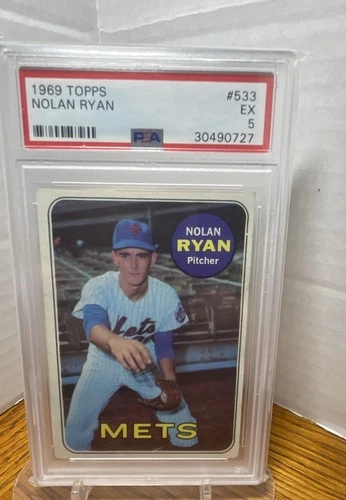 1969 TOPPS #533
NOLAN RYAN EX
5
PSA 30490727
NOLAN
RYAN
Pitcher
Mets
METS